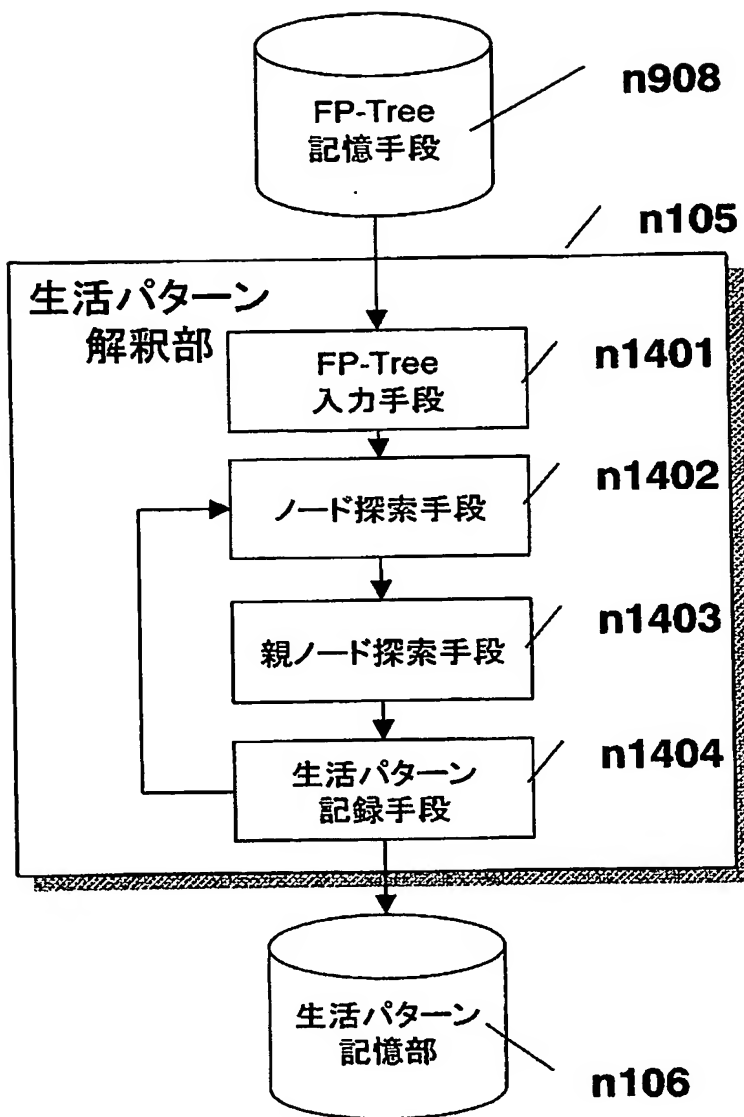 n908
FP-Tree
記憶手段
n105
生活パターン
解釈部
FP-Tree
入力手段
n1401
ノード探索手段
n1402
親ノード探索手段
n1403
生活パターン
記録手段
n1404
生活パターン
記憶部
n106